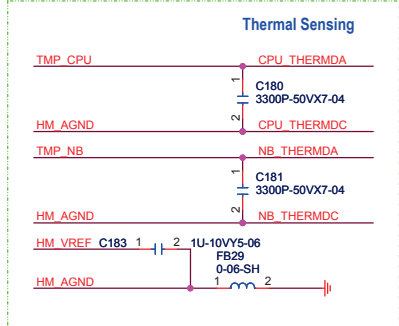 Thermal Sensing
TMP_CPU CPU_THERMDA
1
C180
3300P-50VX7-04
2
HM_AGND CPU_THERMDC
TMP_NB NB_THERMDA
1
C181
3300P-50VX7-04
2
HM_AGND NB_THERMDC
HM_VREF C183 1 2 1U-10VY5-06
FB29
0-06-SH
HM_AGND 1 2